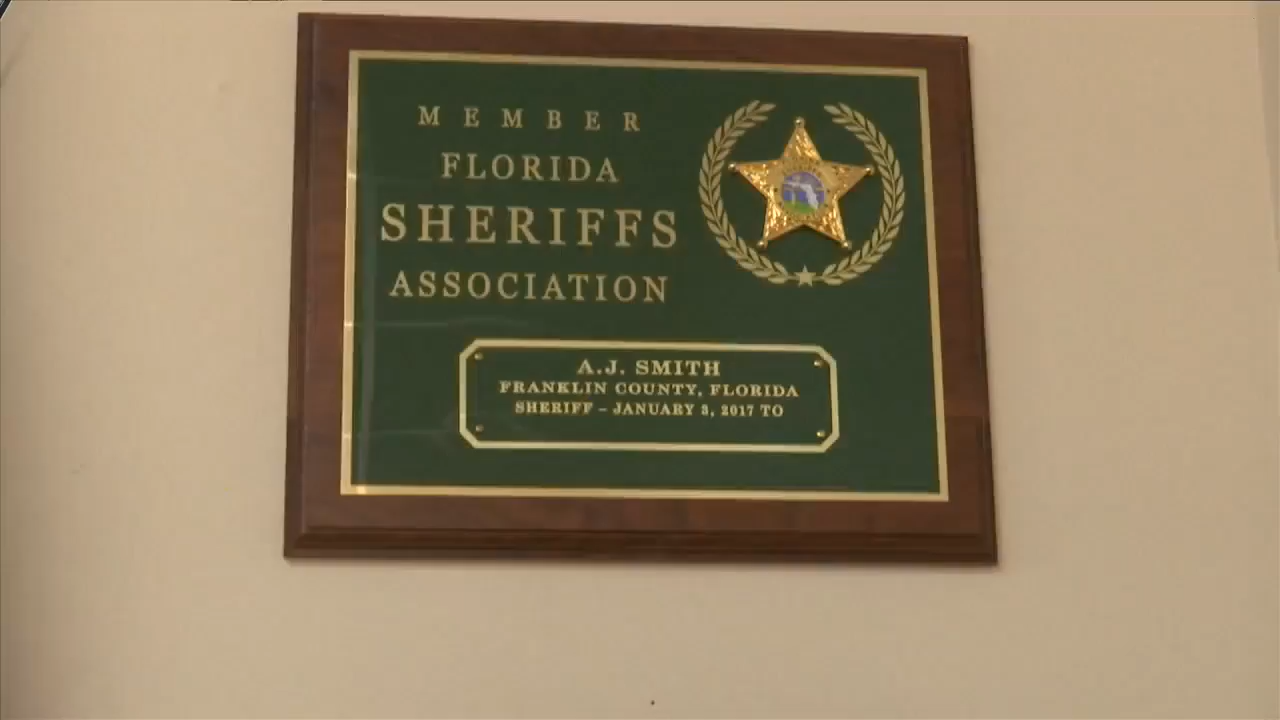 MEMBER
FLORIDA
SHERIFFS
ASSOCIATION
A.J. SMITH
FRANKLIN COUNTY, FLORIDA
SHERIFF – JANUARY 3, 2017 TO